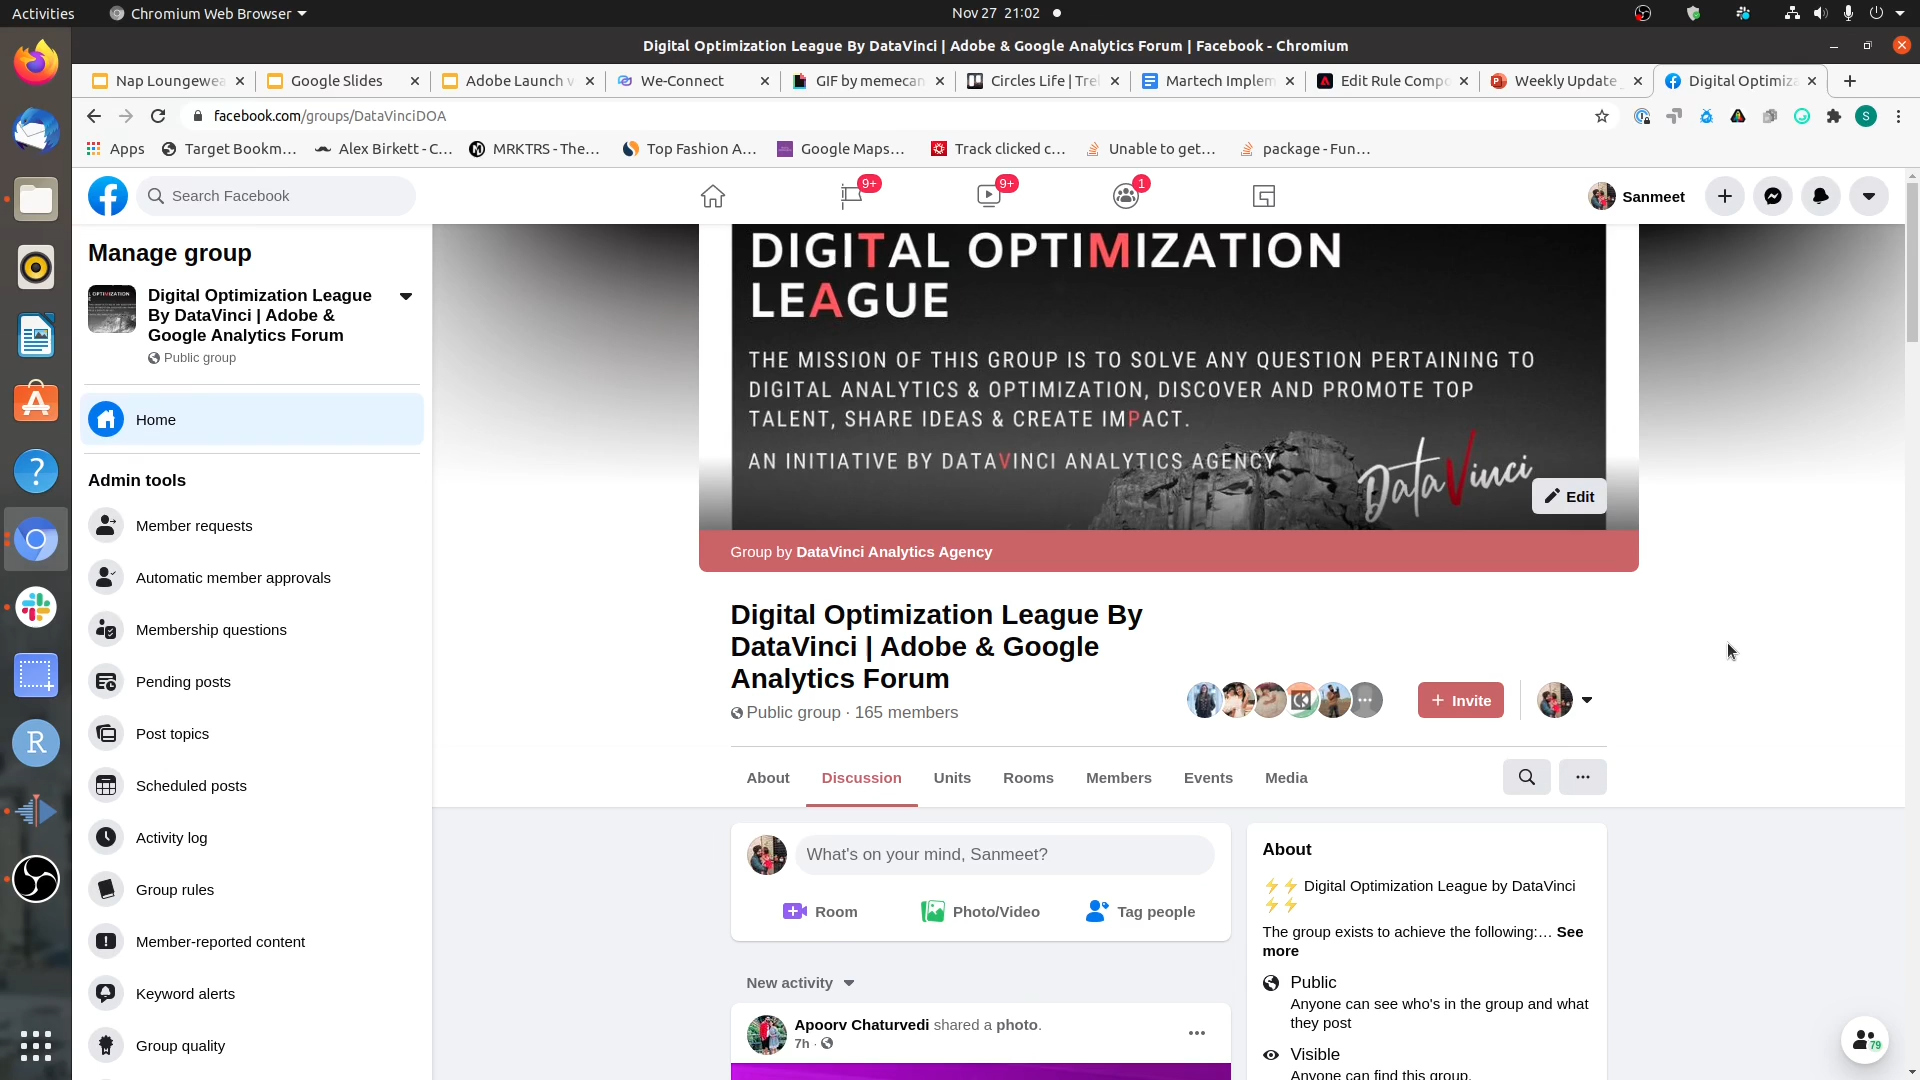 Activities
Chromium Web Browser
Nov 27 21:02
Digital Optimization League By DataVinci | Adobe & Google Analytics Forum | Facebook - Chromium
Nap Loungewea
Google Slides
Adobe Launch v
We-Connect
GIF by memecan
Circles Life | Trel
Martech Implem
Edit Rule Compo
Weekly Update_
Digital Optimiza
facebook.com/groups/DataVinciDOA
S
Apps
Target Bookm...
Alex Birkett - C...
MRKTRS - The...
Top Fashion A...
Google Maps...
Track clicked c...
Unable to get...
package - Fun...
Search Facebook
9+
9+
1
Sanmeet
Manage group
Digital Optimization League
By DataVinci | Adobe &
Google Analytics Forum
Public group
Home
Admin tools
Member requests
Automatic member approvals
Membership questions
Pending posts
Post topics
Scheduled posts
Activity log
Group rules
Member-reported content
Keyword alerts
Group quality
DIGITAL OPTIMIZATION
LEAGUE
THE MISSION OF THIS GROUP IS TO SOLVE ANY QUESTION PERTAINING TO
DIGITAL ANALYTICS & OPTIMIZATION, DISCOVER AND PROMOTE TOP
TALENT, SHARE IDEAS & CREATE IMPACT.
AN INITIATIVE BY DATAVINCI ANALYTICS AGENCY
DataVinci
Edit
Group by DataVinci Analytics Agency
Digital Optimization League By
DataVinci | Adobe & Google
Analytics Forum
Public group · 165 members
Invite
About
Discussion
Units
Rooms
Members
Events
Media
What's on your mind, Sanmeet?
Room
Photo/Video
Tag people
New activity
Apoorv Chaturvedi shared a photo.
7h ·
About
⚡⚡ Digital Optimization League by DataVinci
⚡⚡
The group exists to achieve the following:... See
more
Public
Anyone can see who's in the group and what
they post
Visible
Anyone can find this group.
79